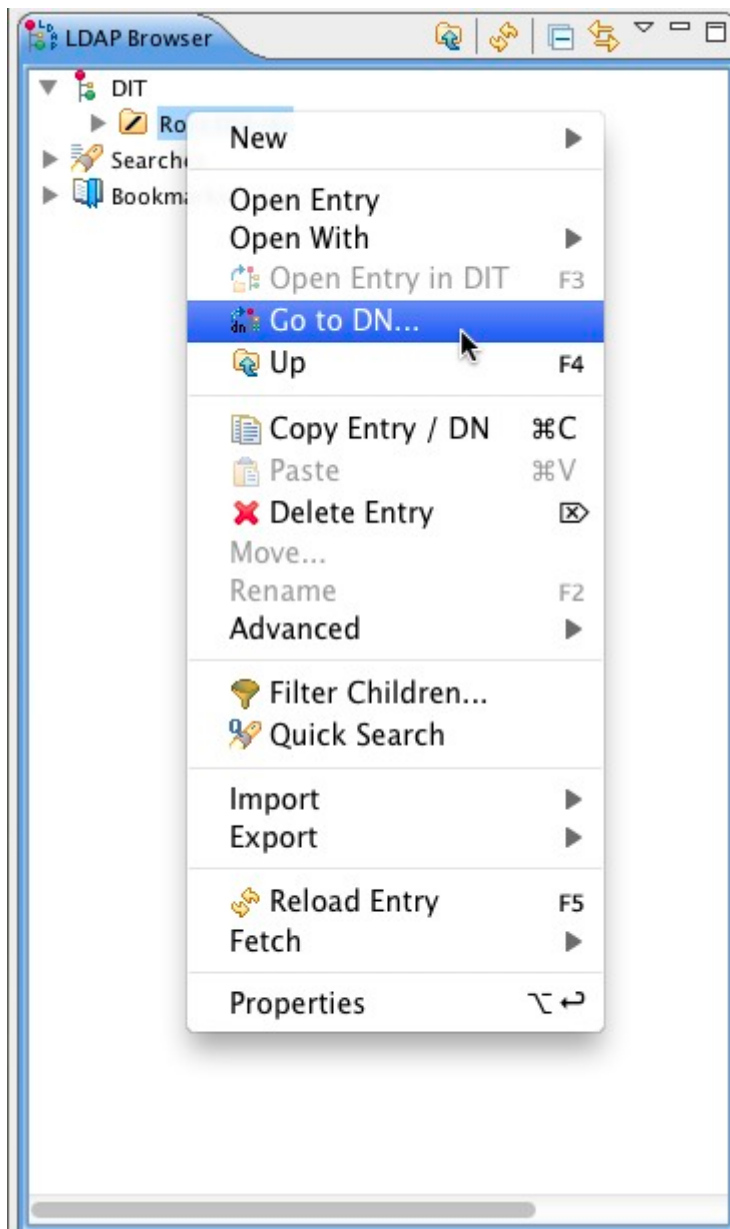 LDAP Browser
DIT
New
Searche
Open Entry
Bookma
Open With
Open Entry in DIT F3
Go to DN...
Up F4
Copy Entry / DN ⌘C
Paste ⌘V
Delete Entry ⌦
Move...
Rename F2
Advanced
Filter Children...
Quick Search
Import
Export
Reload Entry F5
Fetch
Properties ⌥↩